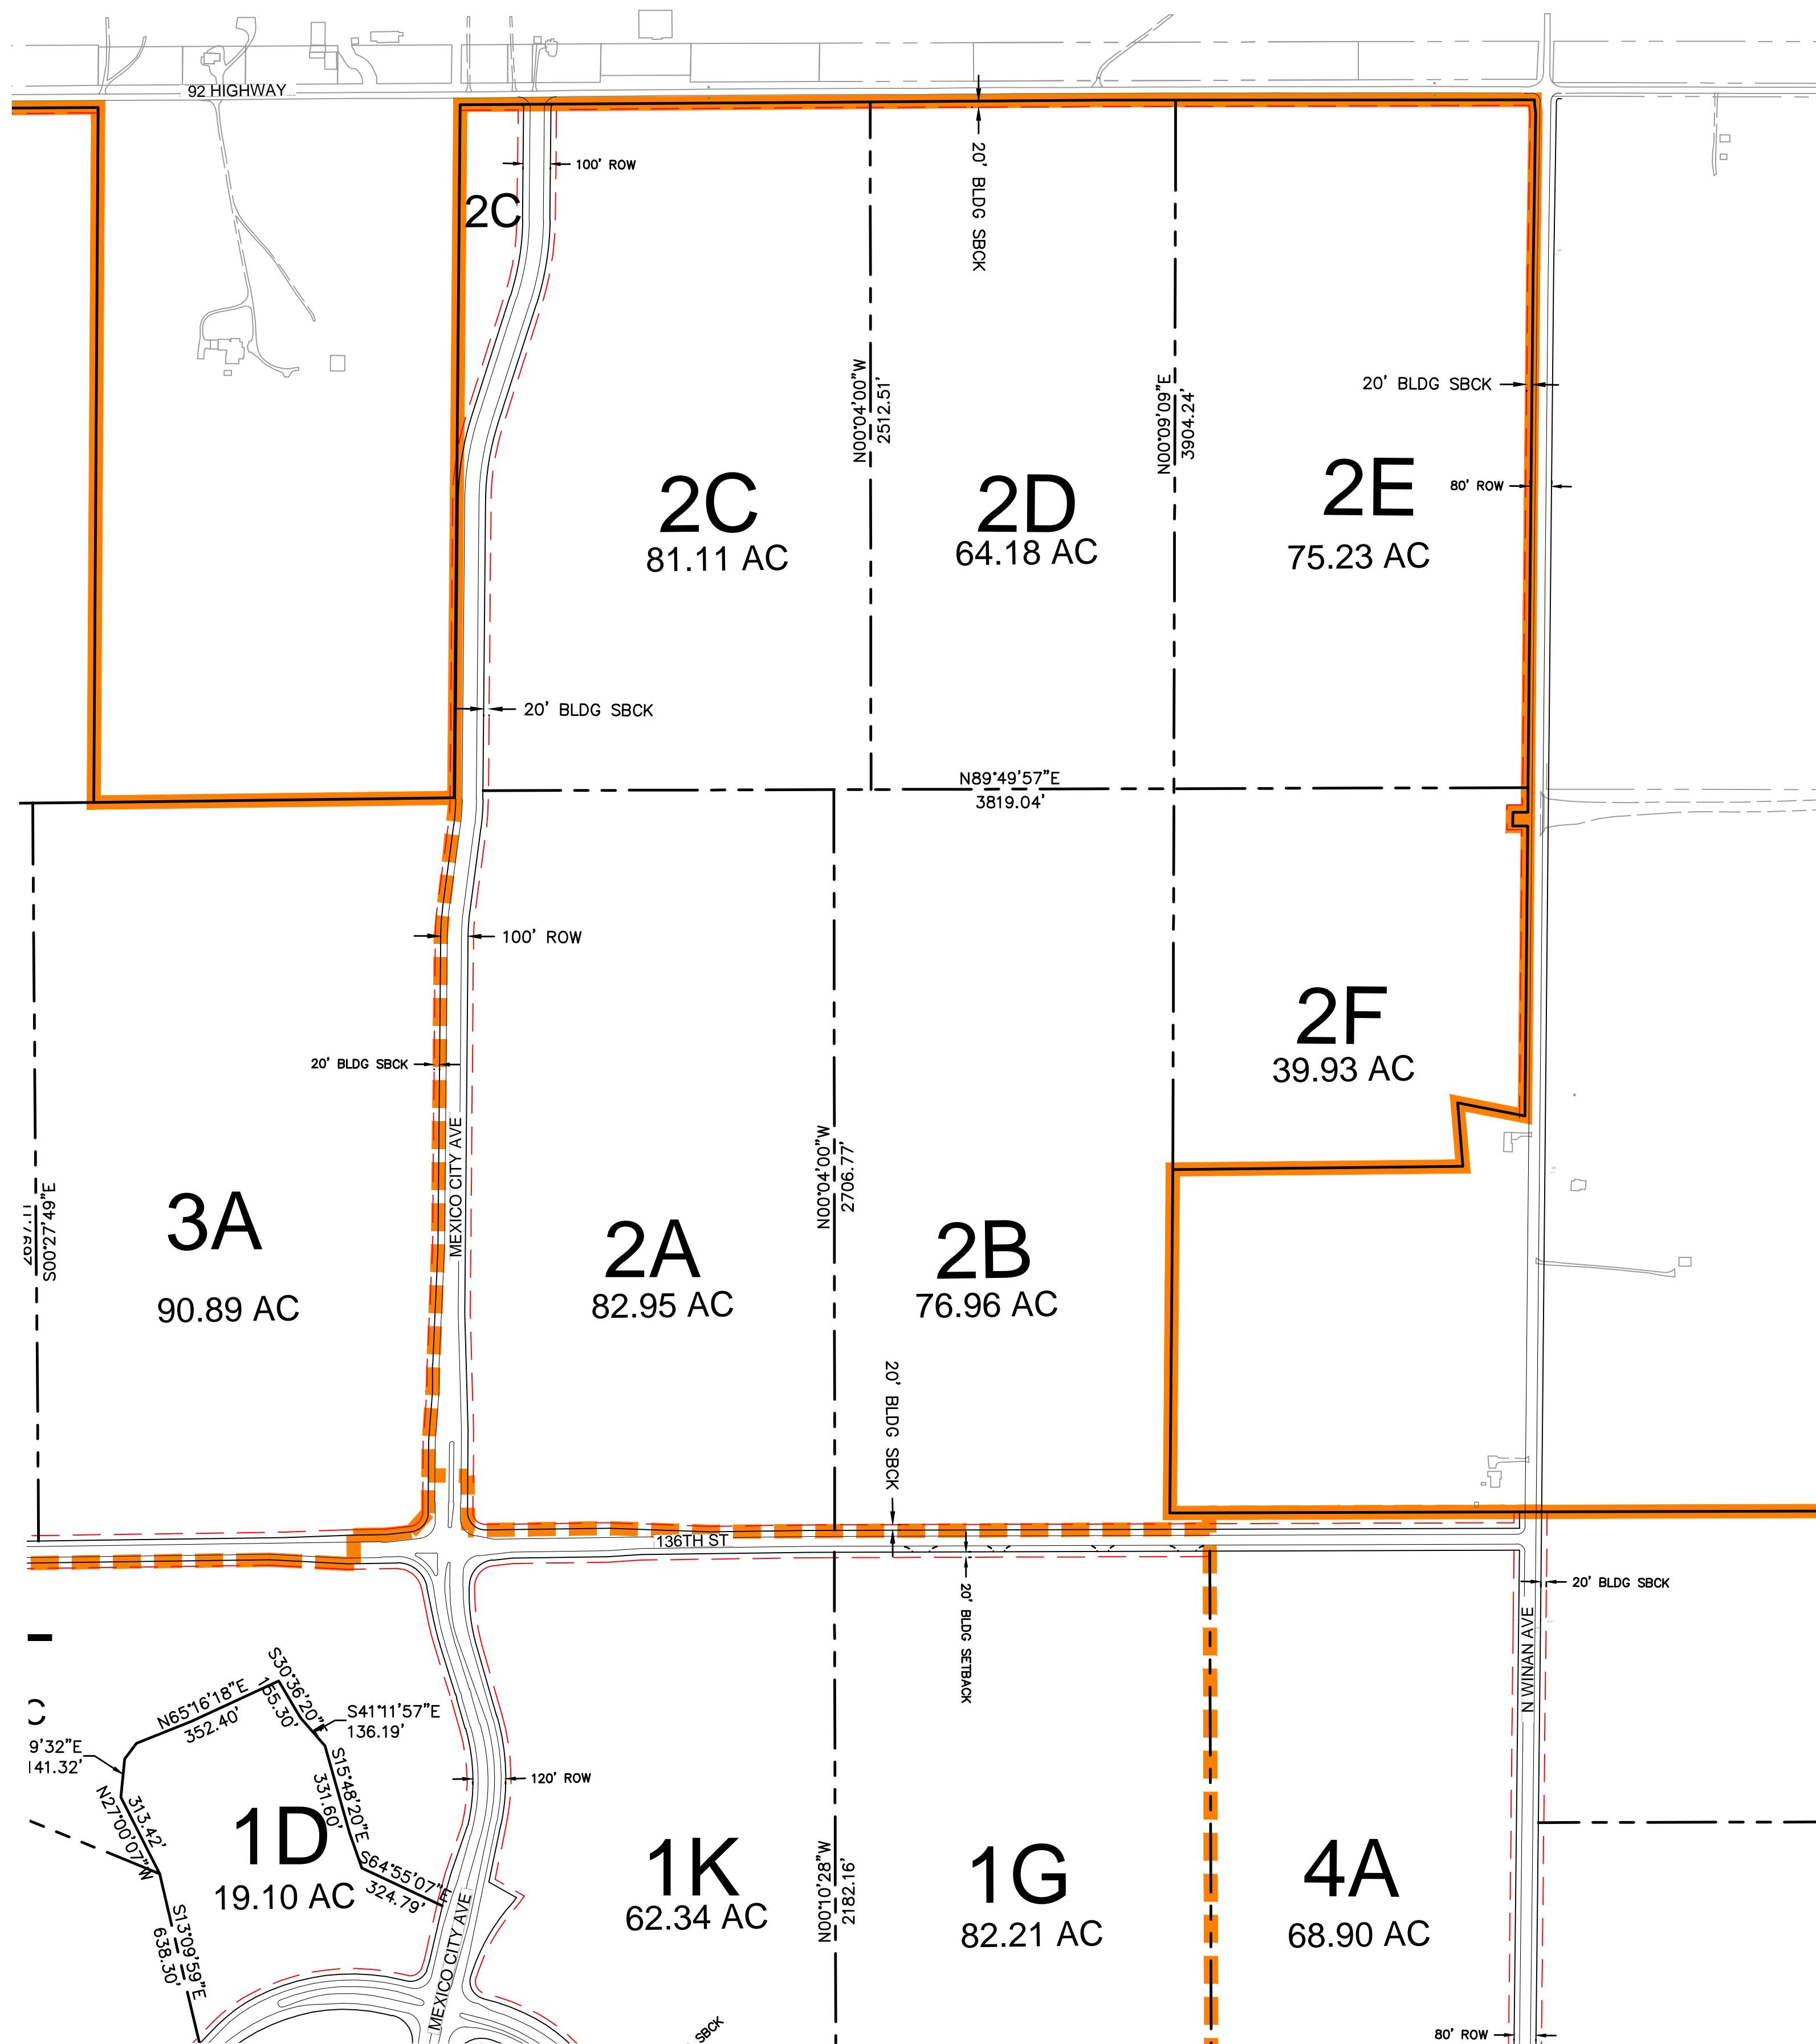 92 HIGHWAY
100' ROW
2C
20' BLDG SBCK
N00°04'00"W
2512.51'
N00°09'09"E
3904.24'
20' BLDG SBCK
2C
81.11 AC
2D
64.18 AC
2E
75.23 AC
80' ROW
20' BLDG SBCK
N89°49'57"E
3819.04'
100' ROW
20' BLDG SBCK
2F
39.93 AC
MEXICO CITY AVE
N00°04'00"W
2706.77'
S00°27'49"E
3A
90.89 AC
2A
82.95 AC
2B
76.96 AC
20' BLDG SBCK
136TH ST
20' BLDG SETBACK
20' BLDG SBCK
N WINAN AVE
N65°16'18"E
352.40'
S30°36'20"E
155.30'
S41°11'57"E
136.19'
9'32"E
141.32'
N27°00'07"W
313.42'
S15°48'20"E
331.60'
S64°55'07"E
324.79'
S13°09'59"E
638.30'
1D
19.10 AC
120' ROW
MEXICO CITY AVE
1K
62.34 AC
N00°10'28"W
2182.16'
1G
82.21 AC
4A
68.90 AC
SBCK
80' ROW